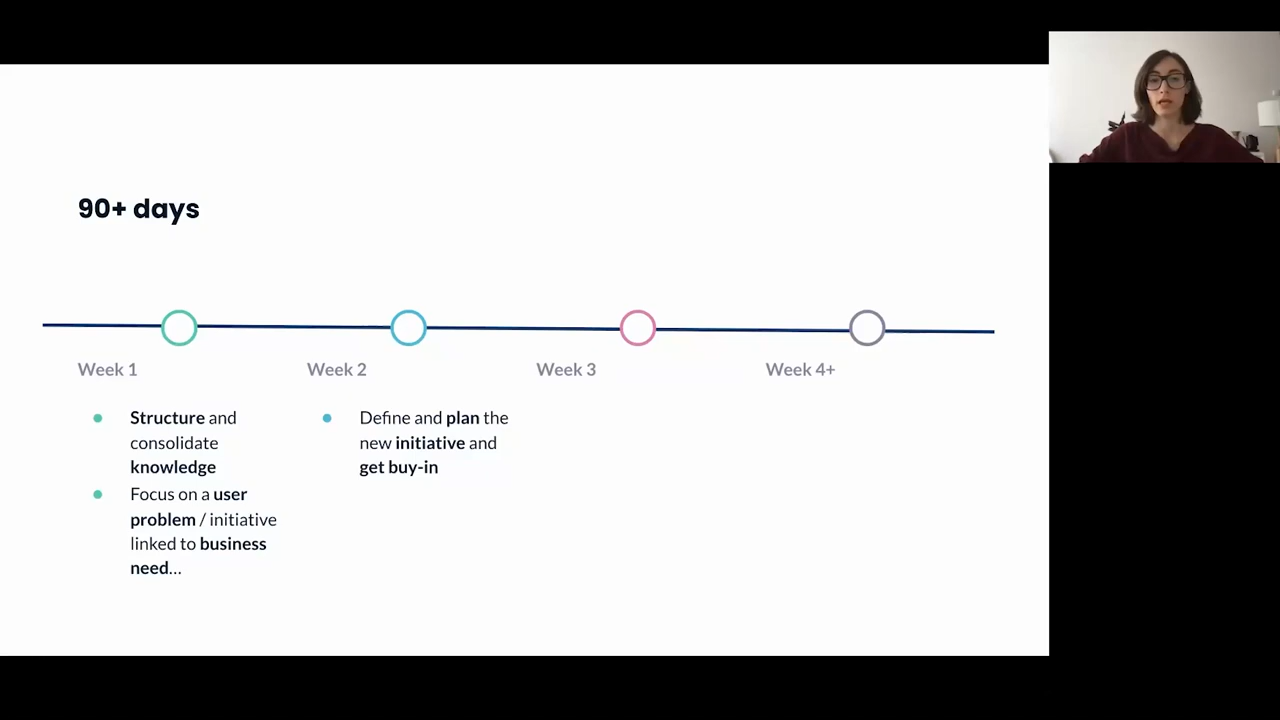 90+ days
Week 1
Week 2
Week 3
Week 4+
Structure and
consolidate
knowledge
Focus on a user
problem / initiative
linked to business
need...
Define and plan the
new initiative and
get buy-in